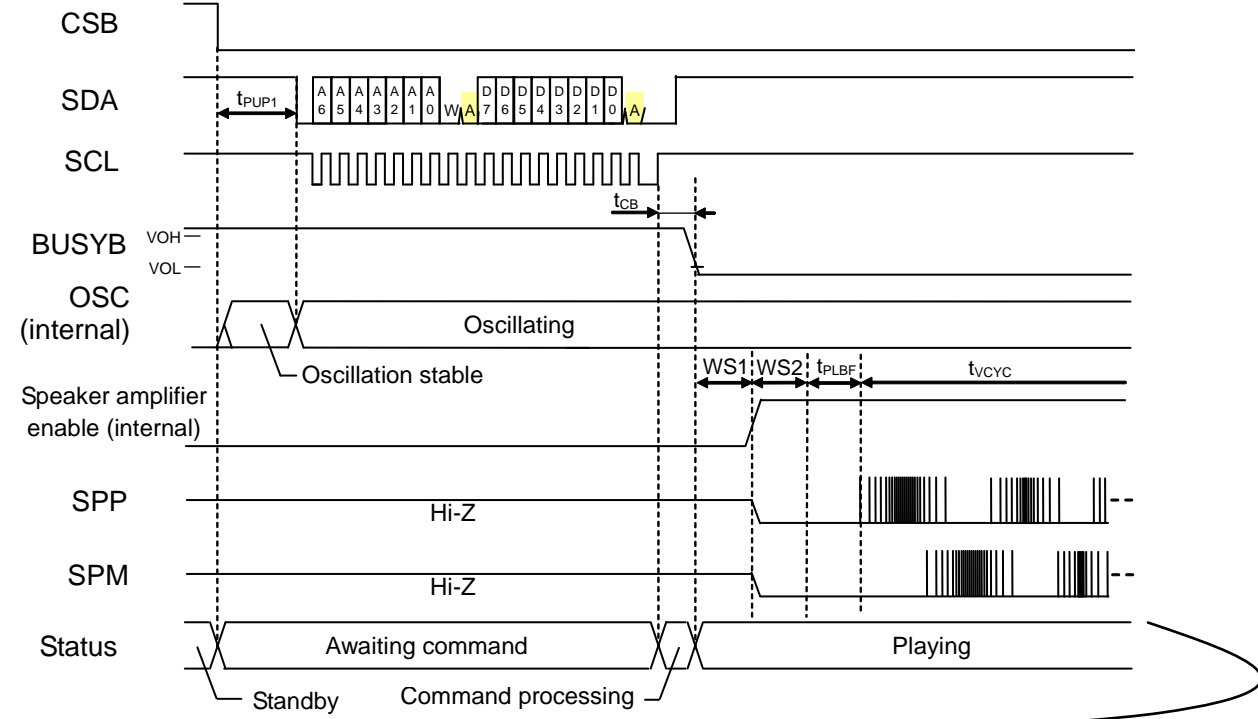 CSB
SDA
tPUP1
A6 A5 A4 A3 A2 A1 A0 W A D7 D6 D5 D4 D3 D2 D1 D0 A
SCL
tCB
BUSYB
VOH
VOL
OSC
(internal)
Oscillating
Oscillation stable
WS1 WS2 tPLBF tVCYC
Speaker amplifier
enable (internal)
SPP
Hi-Z
SPM
Hi-Z
Status
Awaiting command
Playing
Standby
Command processing